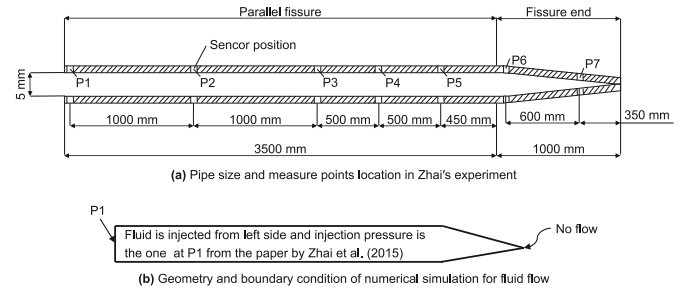 Parallel fissure
Fissure end
Sencor position
P1
P2
P3
P4
P5
P6
P7
5 mm
1000 mm
1000 mm
500 mm
500 mm
450 mm
600 mm
350 mm
3500 mm
1000 mm
(a) Pipe size and measure points location in Zhai's experiment
P1
No flow
Fluid is injected from left side and injection pressure is
the one at P1 from the paper by Zhai et al. (2015)
(b) Geometry and boundary condition of numerical simulation for fluid flow